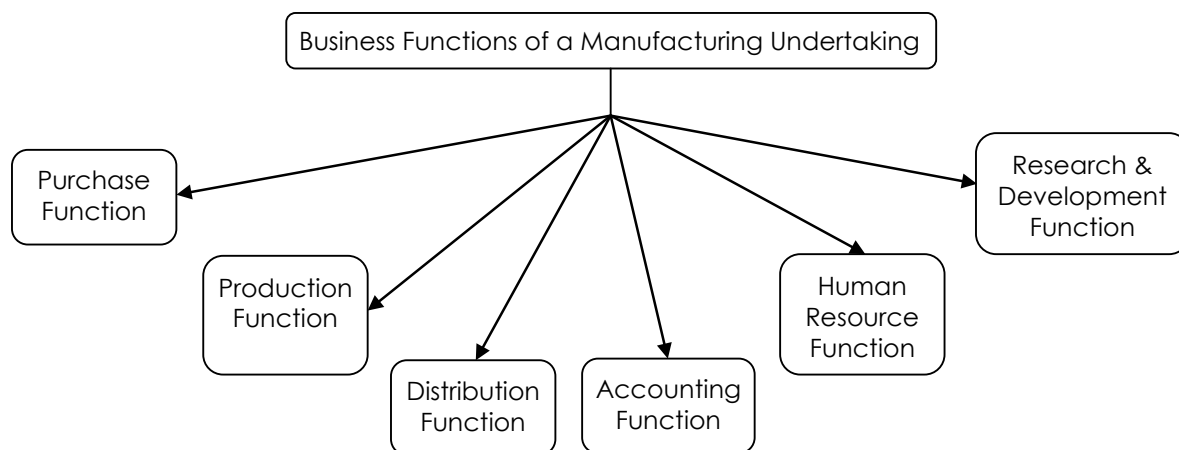 Business Functions of a Manufacturing Undertaking
Purchase
Function
Production
Function
Distribution
Function
Accounting
Function
Human
Resource
Function
Research &
Development
Function